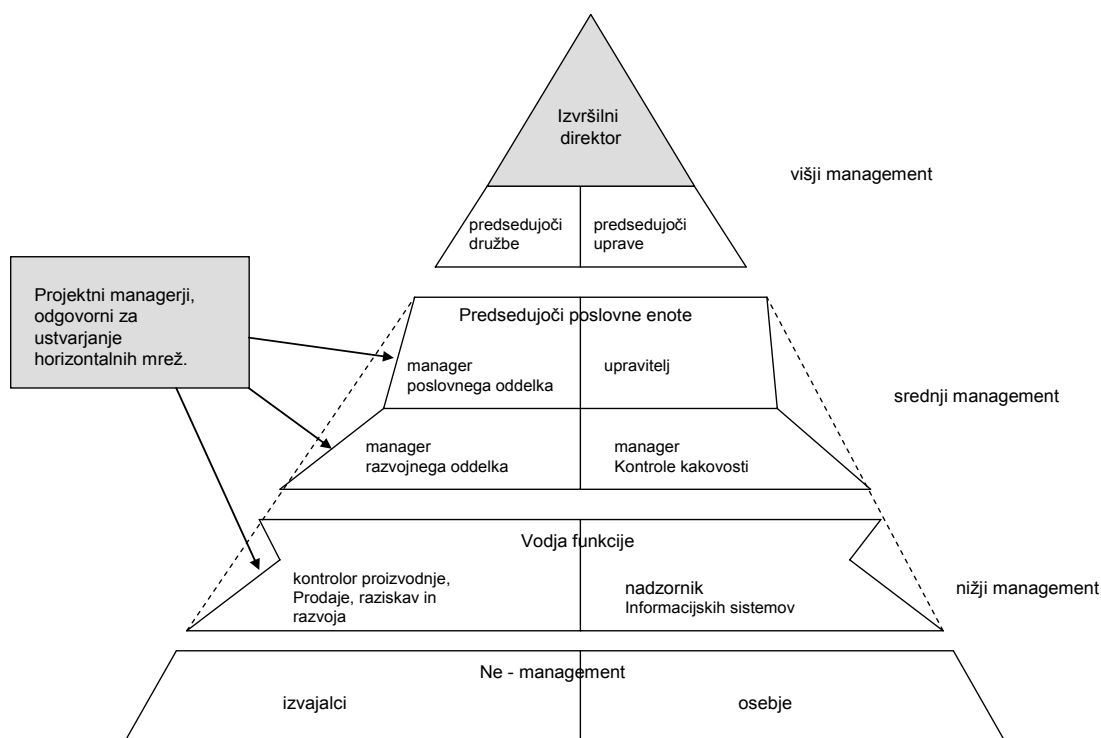 Izvršilni
direktor
višji management
predsedujoči
družbe
predsedujoči
uprave
Projektni managerji,
odgovorni za
ustvarjanje
horizontalnih mrež.
Predsedujoči poslovne enote
manager
poslovnega oddelka
upravitelj
srednji management
manager
razvojnega oddelka
manager
Kontrole kakovosti
Vodja funkcije
kontrolor proizvodnje,
Prodaje, raziskav in
razvoja
nadzornik
Informacijskih sistemov
nižji management
Ne - management
izvajalci
osebje